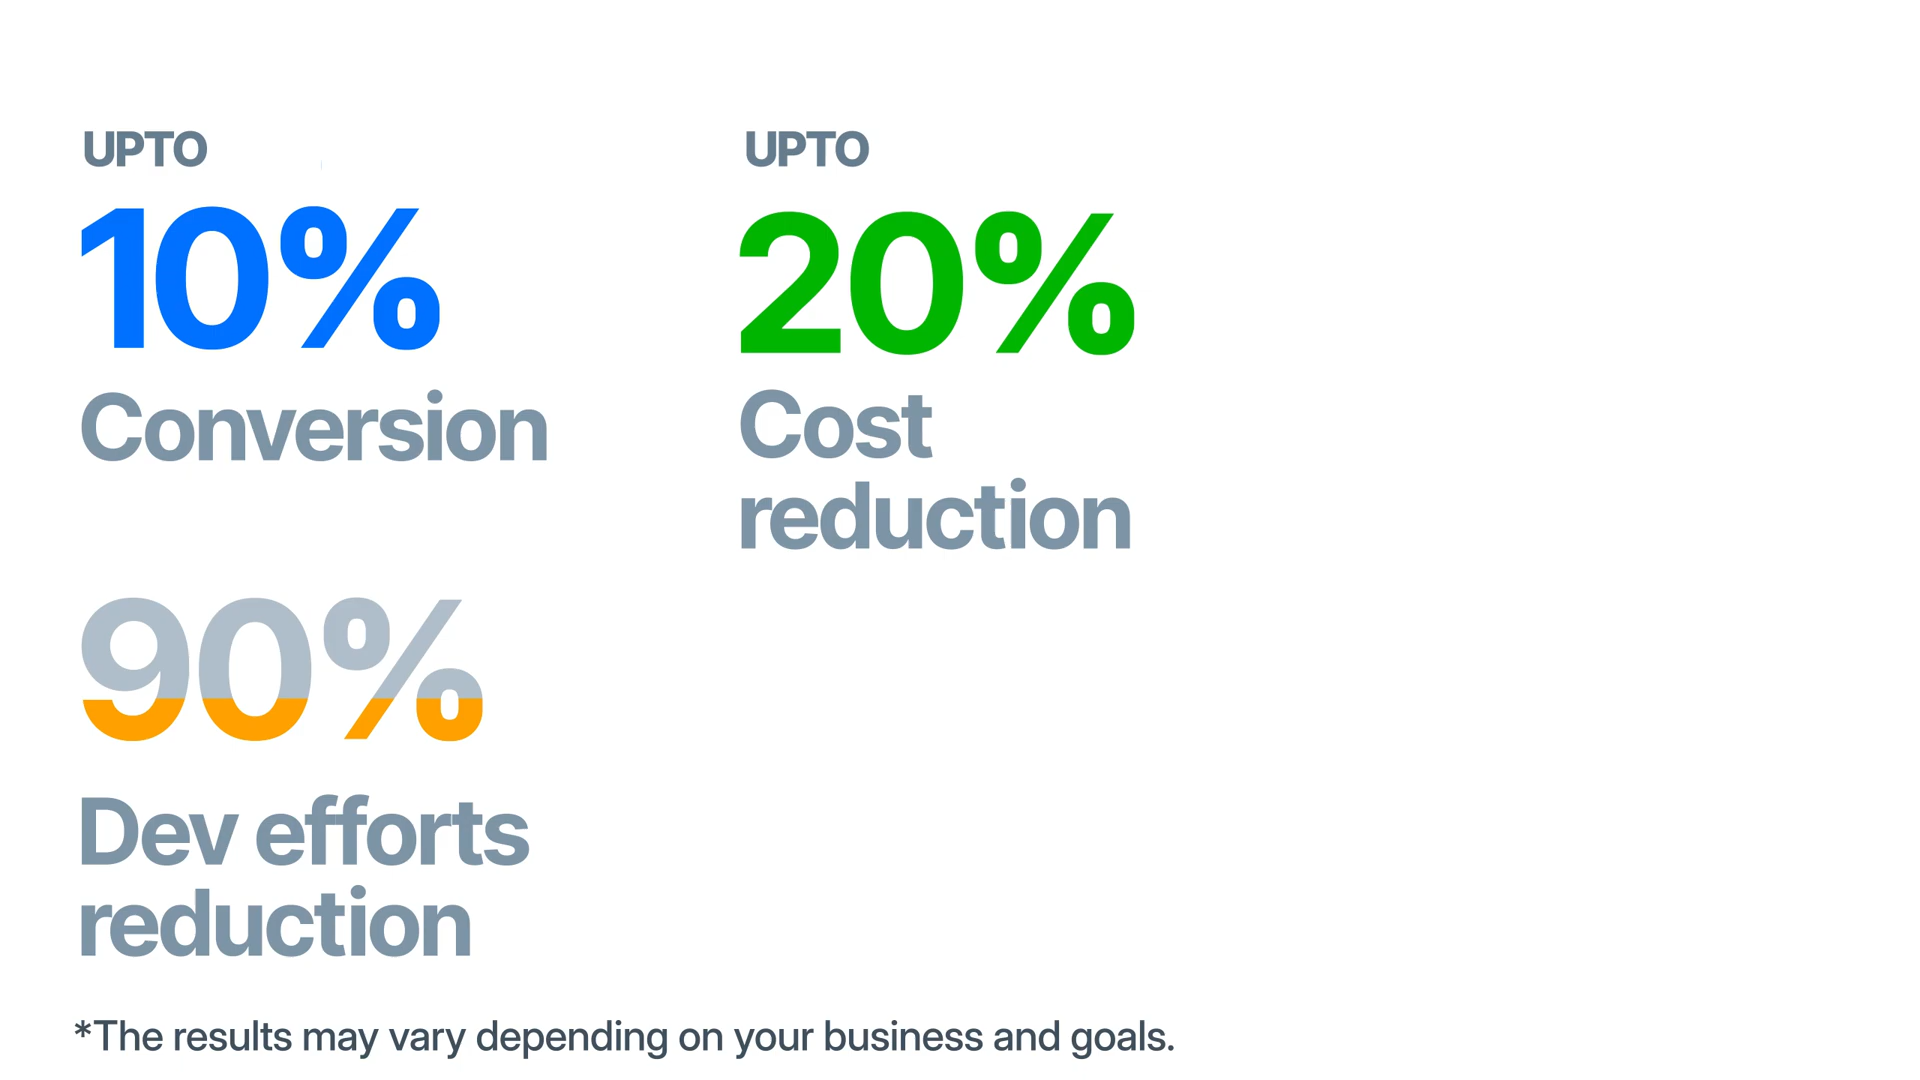 UPTO
10%
Conversion
UPTO
20%
Cost
reduction
90%
Dev efforts
reduction
*The results may vary depending on your business and goals.